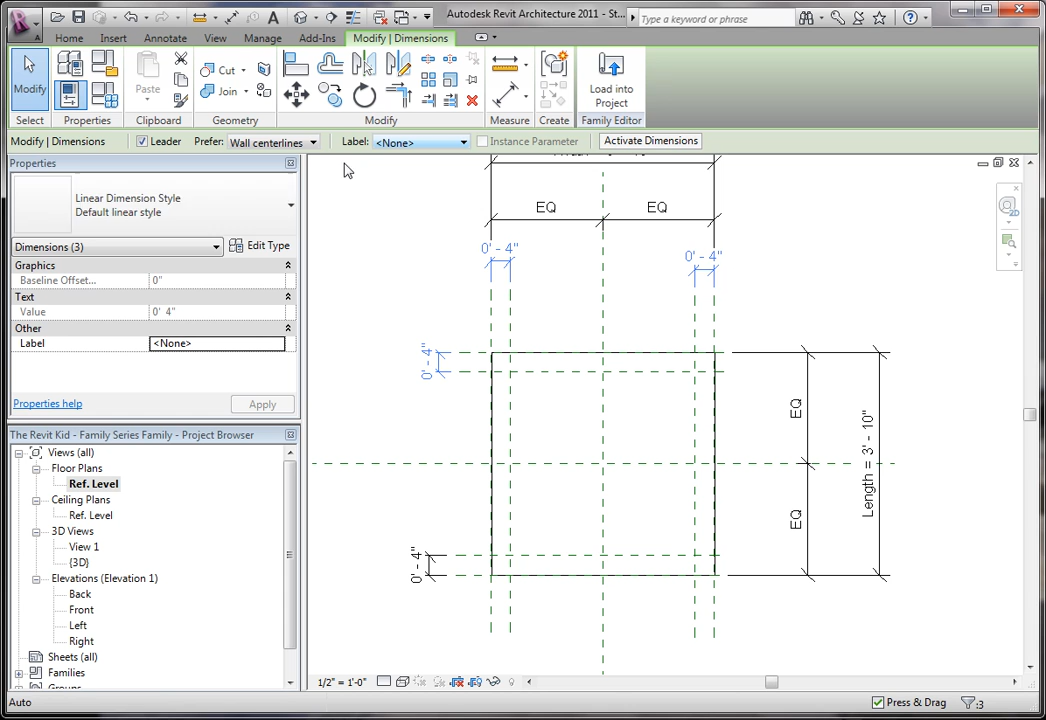 Autodesk Revit Architecture 2011 - St...
Type a keyword or phrase
Home Insert Annotate View Manage Add-Ins Modify | Dimensions
Modify
Paste
Cut
Join
Load into
Project
Select Properties Clipboard Geometry Modify Measure Create Family Editor
Modify | Dimensions Leader Prefer: Wall centerlines Label: <None> Instance Parameter Activate Dimensions
Properties
Linear Dimension Style
Default linear style
Dimensions (3) Edit Type
Graphics
Baseline Offset... 0"
Text
Value 0' 4"
Other
Label <None>
Properties help Apply
The Revit Kid - Family Series Family - Project Browser
Views (all)
Floor Plans
Ref. Level
Ceiling Plans
Ref. Level
3D Views
View 1
{3D}
Elevations (Elevation 1)
Back
Front
Left
Right
Sheets (all)
Families
EQ EQ
0' - 4"
0' - 4"
0' - 4"
0' - 4"
EQ
EQ
Length = 3' - 10"
1/2" = 1'-0"
Auto
Press & Drag
:3